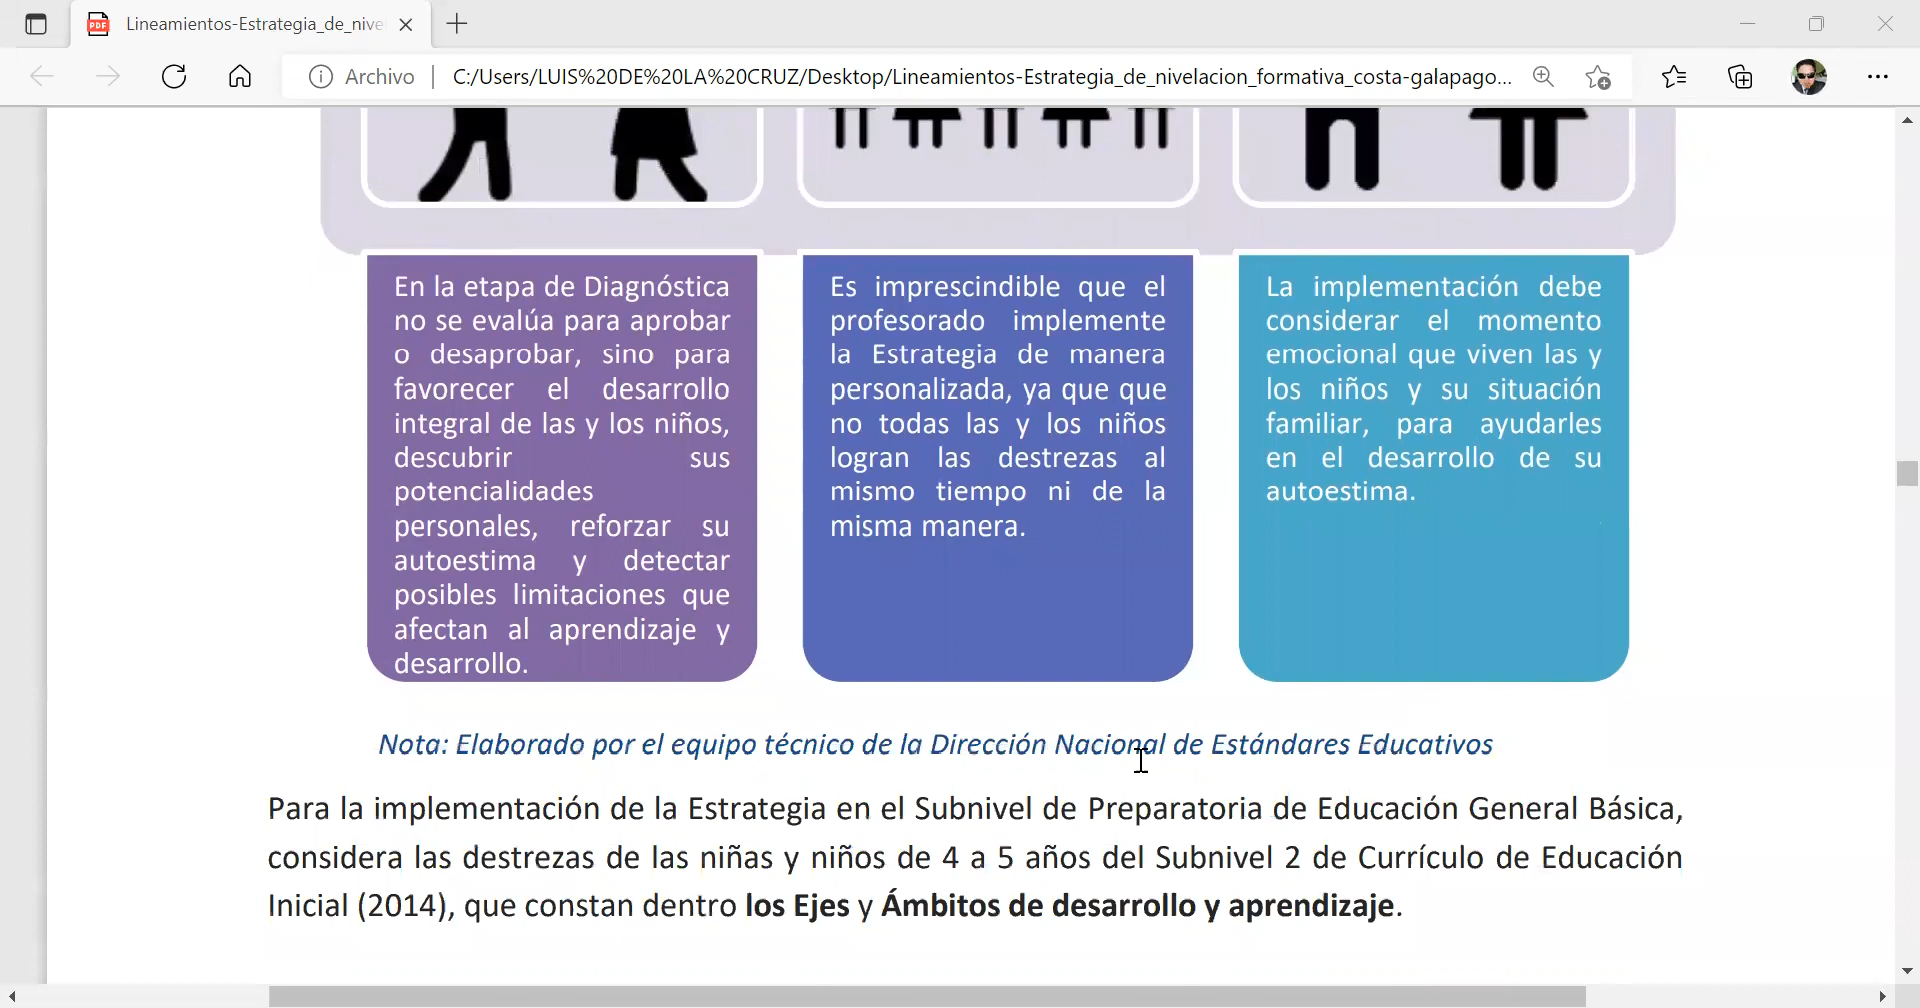 Lineamientos-Estrategia_de_nive
Archivo
C:/Users/LUIS%20DE%20LA%20CRUZ/Desktop/Lineamientos-Estrategia_de_nivelacion_formativa_costa-galapago...
En la etapa de Diagnóstica
no se evalúa para aprobar
o desaprobar, sino para
favorecer el desarrollo
integral de las y los niños,
descubrir sus
potencialidades
personales, reforzar su
autoestima y detectar
posibles limitaciones que
afectan al aprendizaje y
desarrollo.
Es imprescindible que el
profesorado implemente
la Estrategia de manera
personalizada, ya que que
no todas las y los niños
logran las destrezas al
mismo tiempo ni de la
misma manera.
La implementación debe
considerar el momento
emocional que viven las y
los niños y su situación
familiar, para ayudarles
en el desarrollo de su
autoestima.
Nota: Elaborado por el equipo técnico de la Dirección Nacional de Estándares Educativos
Para la implementación de la Estrategia en el Subnivel de Preparatoria de Educación General Básica,
considera las destrezas de las niñas y niños de 4 a 5 años del Subnivel 2 de Currículo de Educación
Inicial (2014), que constan dentro los Ejes y Ámbitos de desarrollo y aprendizaje.